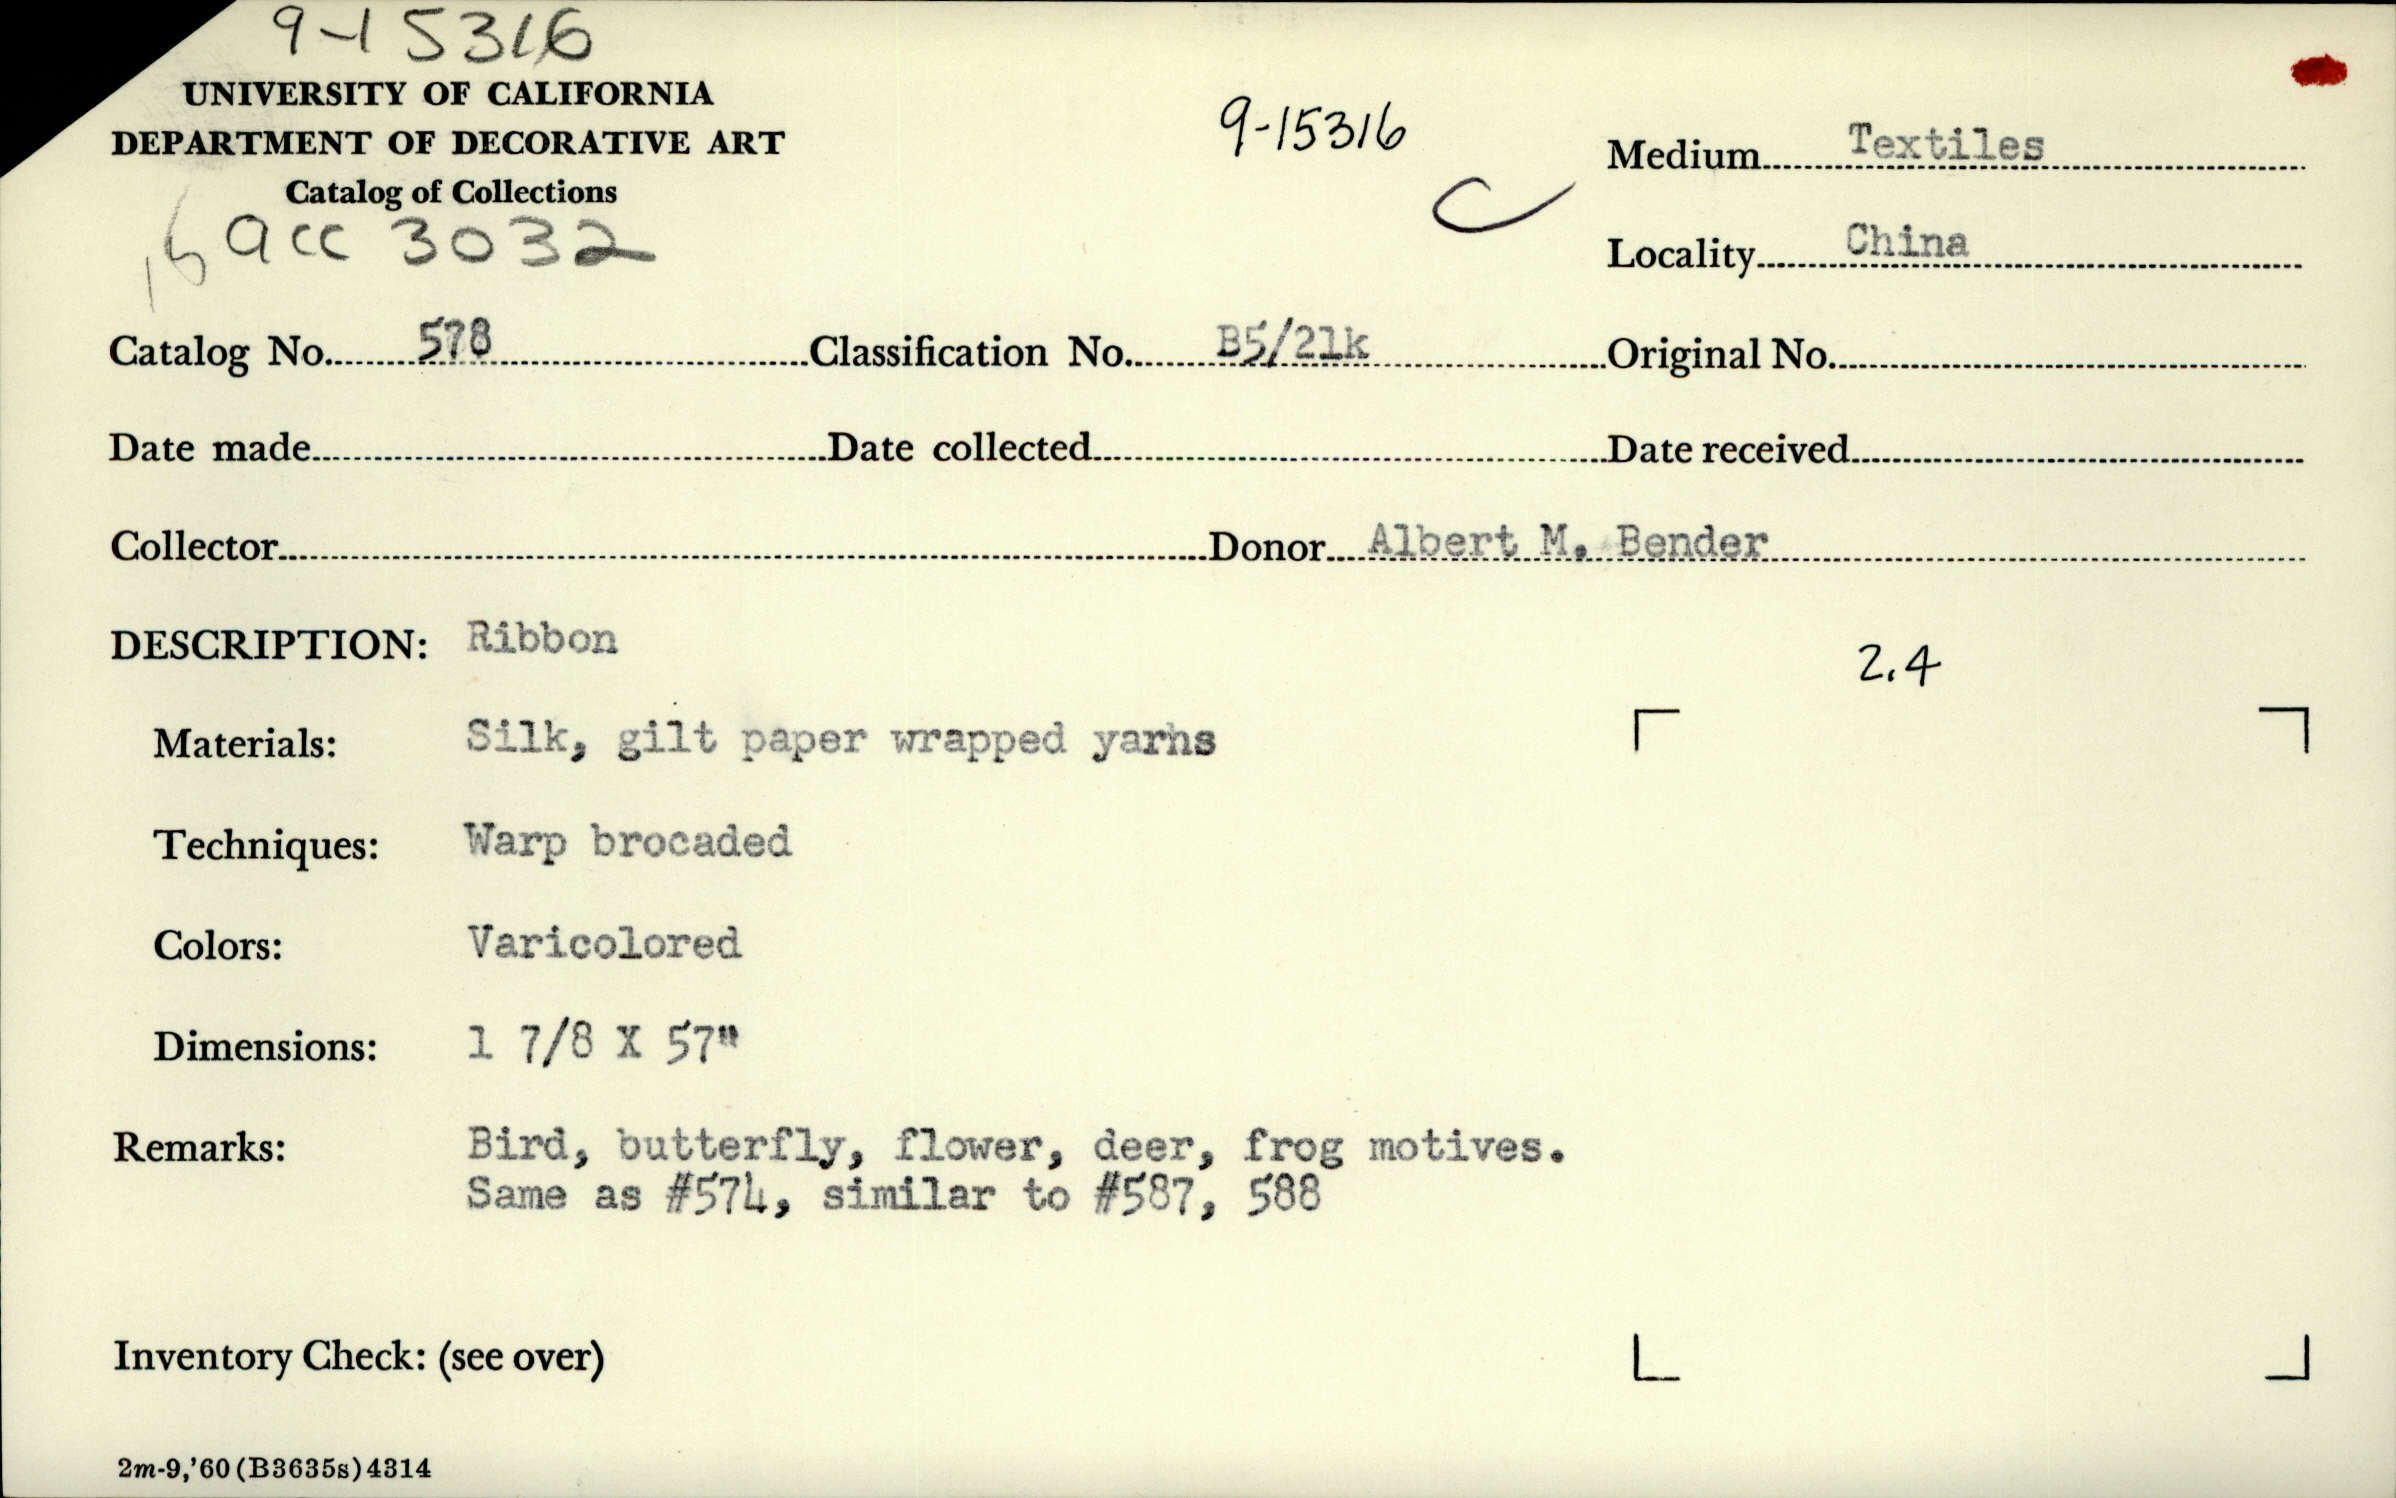 9-15316
UNIVERSITY OF CALIFORNIA
DEPARTMENT OF DECORATIVE ART
Catalog of Collections
acc 3032
9-15316
C
Medium Textiles
Locality China
Catalog No. 578 Classification No. B5/21k Original No.
Date made Date collected Date received
Collector Donor Albert M. Bender
DESCRIPTION: Ribbon
2.4
Materials: Silk, gilt paper wrapped yarns
Techniques: Warp brocaded
Colors: Varicolored
Dimensions: 1 7/8 X 57"
Remarks: Bird, butterfly, flower, deer, frog motives.
Same as #574, similar to #587, 588
Inventory Check: (see over)
2m-9,'60(B3635s)4314